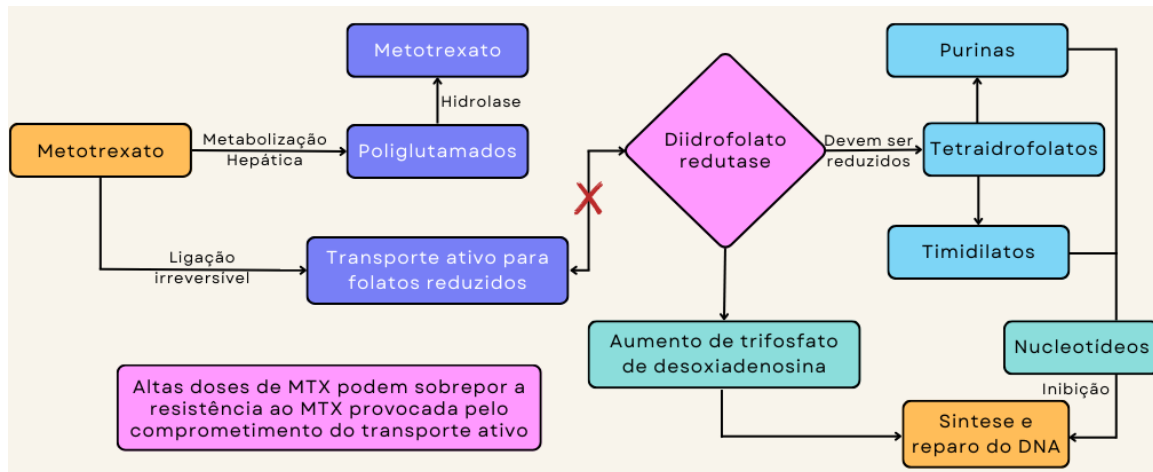 Metotrexato
Hidrolase
Metotrexato
Metabolização
Hepática
Poliglutamados
Ligação
irreversível
Transporte ativo para
folatos reduzidos
Diidrofolato
redutase
Devem ser
reduzidos
Purinas
Tetraidrofolatos
Timidilatos
Aumento de trifosfato
de desoxiadenosina
Nucleotídeos
Inibição
Sintese e
reparo do DNA
Altas doses de MTX podem sobrepor a
resistência ao MTX provocada pelo
comprometimento do transporte ativo